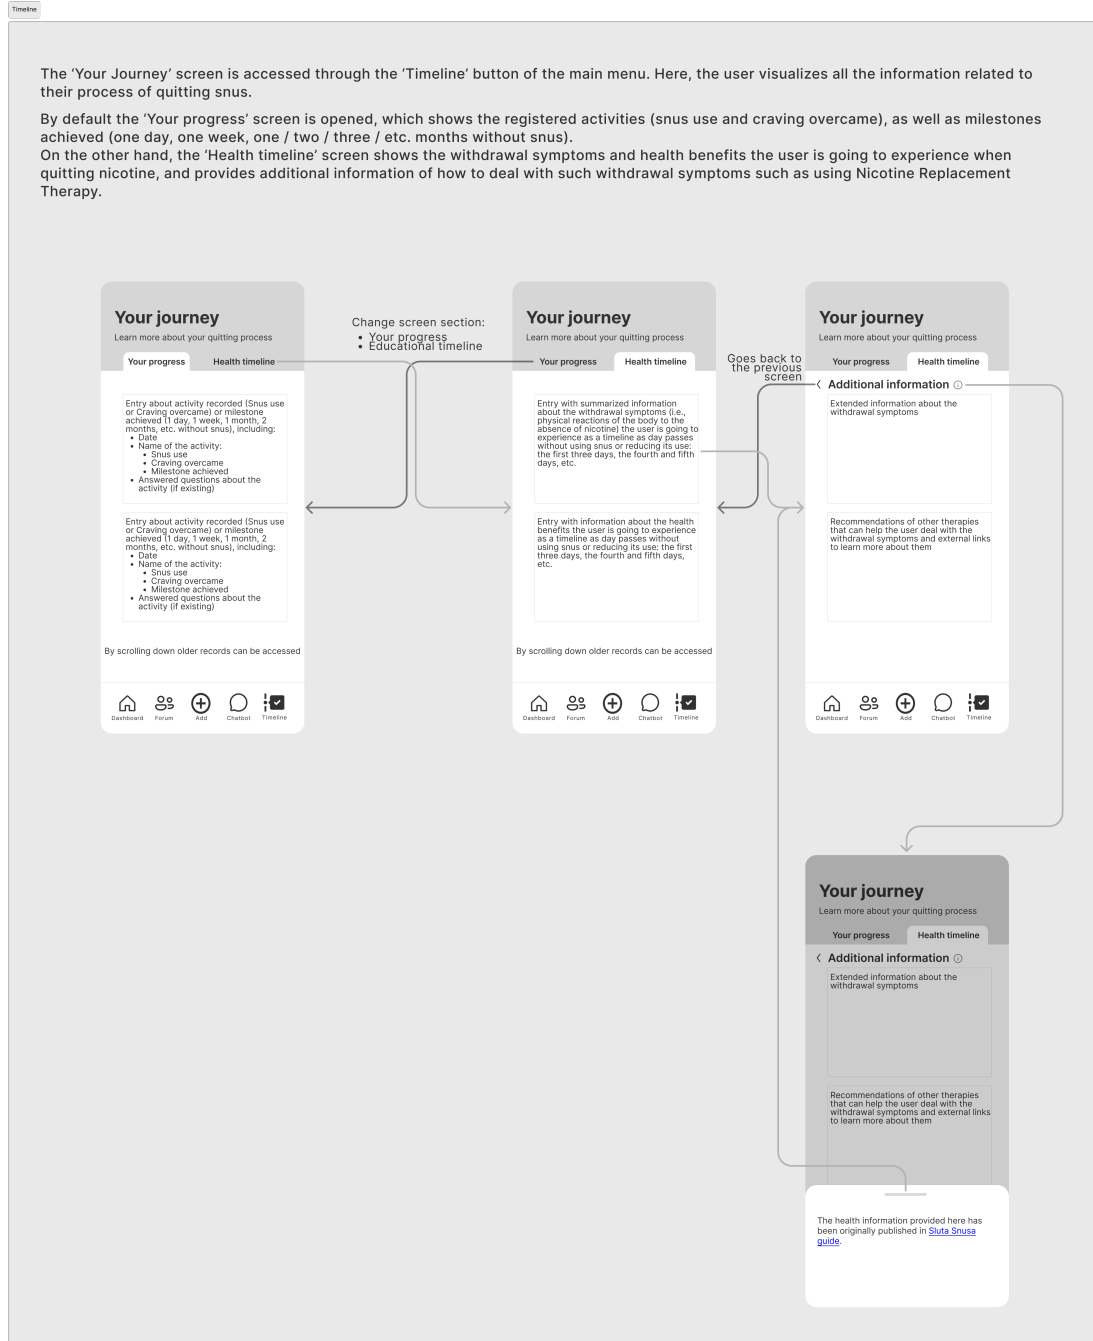 Timeline
The ‘Your Journey’ screen is accessed through the ‘Timeline’ button of the main menu. Here, the user visualizes all the information related to
their process of quitting snus.
By default the ‘Your progress’ screen is opened, which shows the registered activities (snus use and craving overcame), as well as milestones
achieved (one day, one week, one / two / three / etc. months without snus).
On the other hand, the ‘Health timeline’ screen shows the withdrawal symptoms and health benefits the user is going to experience when
quitting nicotine, and provides additional information of how to deal with such withdrawal symptoms such as using Nicotine Replacement
Therapy.
Your journey
Learn more about your quitting process
Your progress
Health timeline
Entry about activity recorded (Snus use
or Craving overcame) or milestone
achieved (1 day, 1 week, 1 month, 2
months, etc. without snus), including:
• Date
• Name of the activity:
• Snus use
• Craving overcame
• Milestone achieved
• Answered questions about the
activity (if existing)
Entry about activity recorded (Snus use
or Craving overcame) or milestone
achieved (1 day, 1 week, 1 month, 2
months, etc. without snus), including:
• Date
• Name of the activity:
• Snus use
• Craving overcame
• Milestone achieved
• Answered questions about the
activity (if existing)
By scrolling down older records can be accessed
Dashboard
Forum
Add
Chatbot
Timeline
Change screen section:
• Your progress
• Educational timeline
Your journey
Learn more about your quitting process
Your progress
Health timeline
Entry with summarized information
about the withdrawal symptoms (i.e.,
physical reactions of the body to the
absence of nicotine) the user is going to
experience as a timeline as day passes
without using snus or reducing its use:
the first three days, the fourth and fifth
days, etc.
Entry with information about the health
benefits the user is going to experience
as a timeline as day passes without
using snus or reducing its use: the first
three days, the fourth and fifth days,
etc.
By scrolling down older records can be accessed
Dashboard
Forum
Add
Chatbot
Timeline
Goes back to
the previous
screen
Your journey
Learn more about your quitting process
Your progress
Health timeline
Additional information
Extended information about the
withdrawal symptoms
Recommendations of other therapies
that can help the user deal with the
withdrawal symptoms and external links
to learn more about them
Dashboard
Forum
Add
Chatbot
Timeline
Your journey
Learn more about your quitting process
Your progress
Health timeline
Additional information
Extended information about the
withdrawal symptoms
Recommendations of other therapies
that can help the user deal with the
withdrawal symptoms and external links
to learn more about them
The health information provided here has
been originally published in Sluta Snusa
guide.